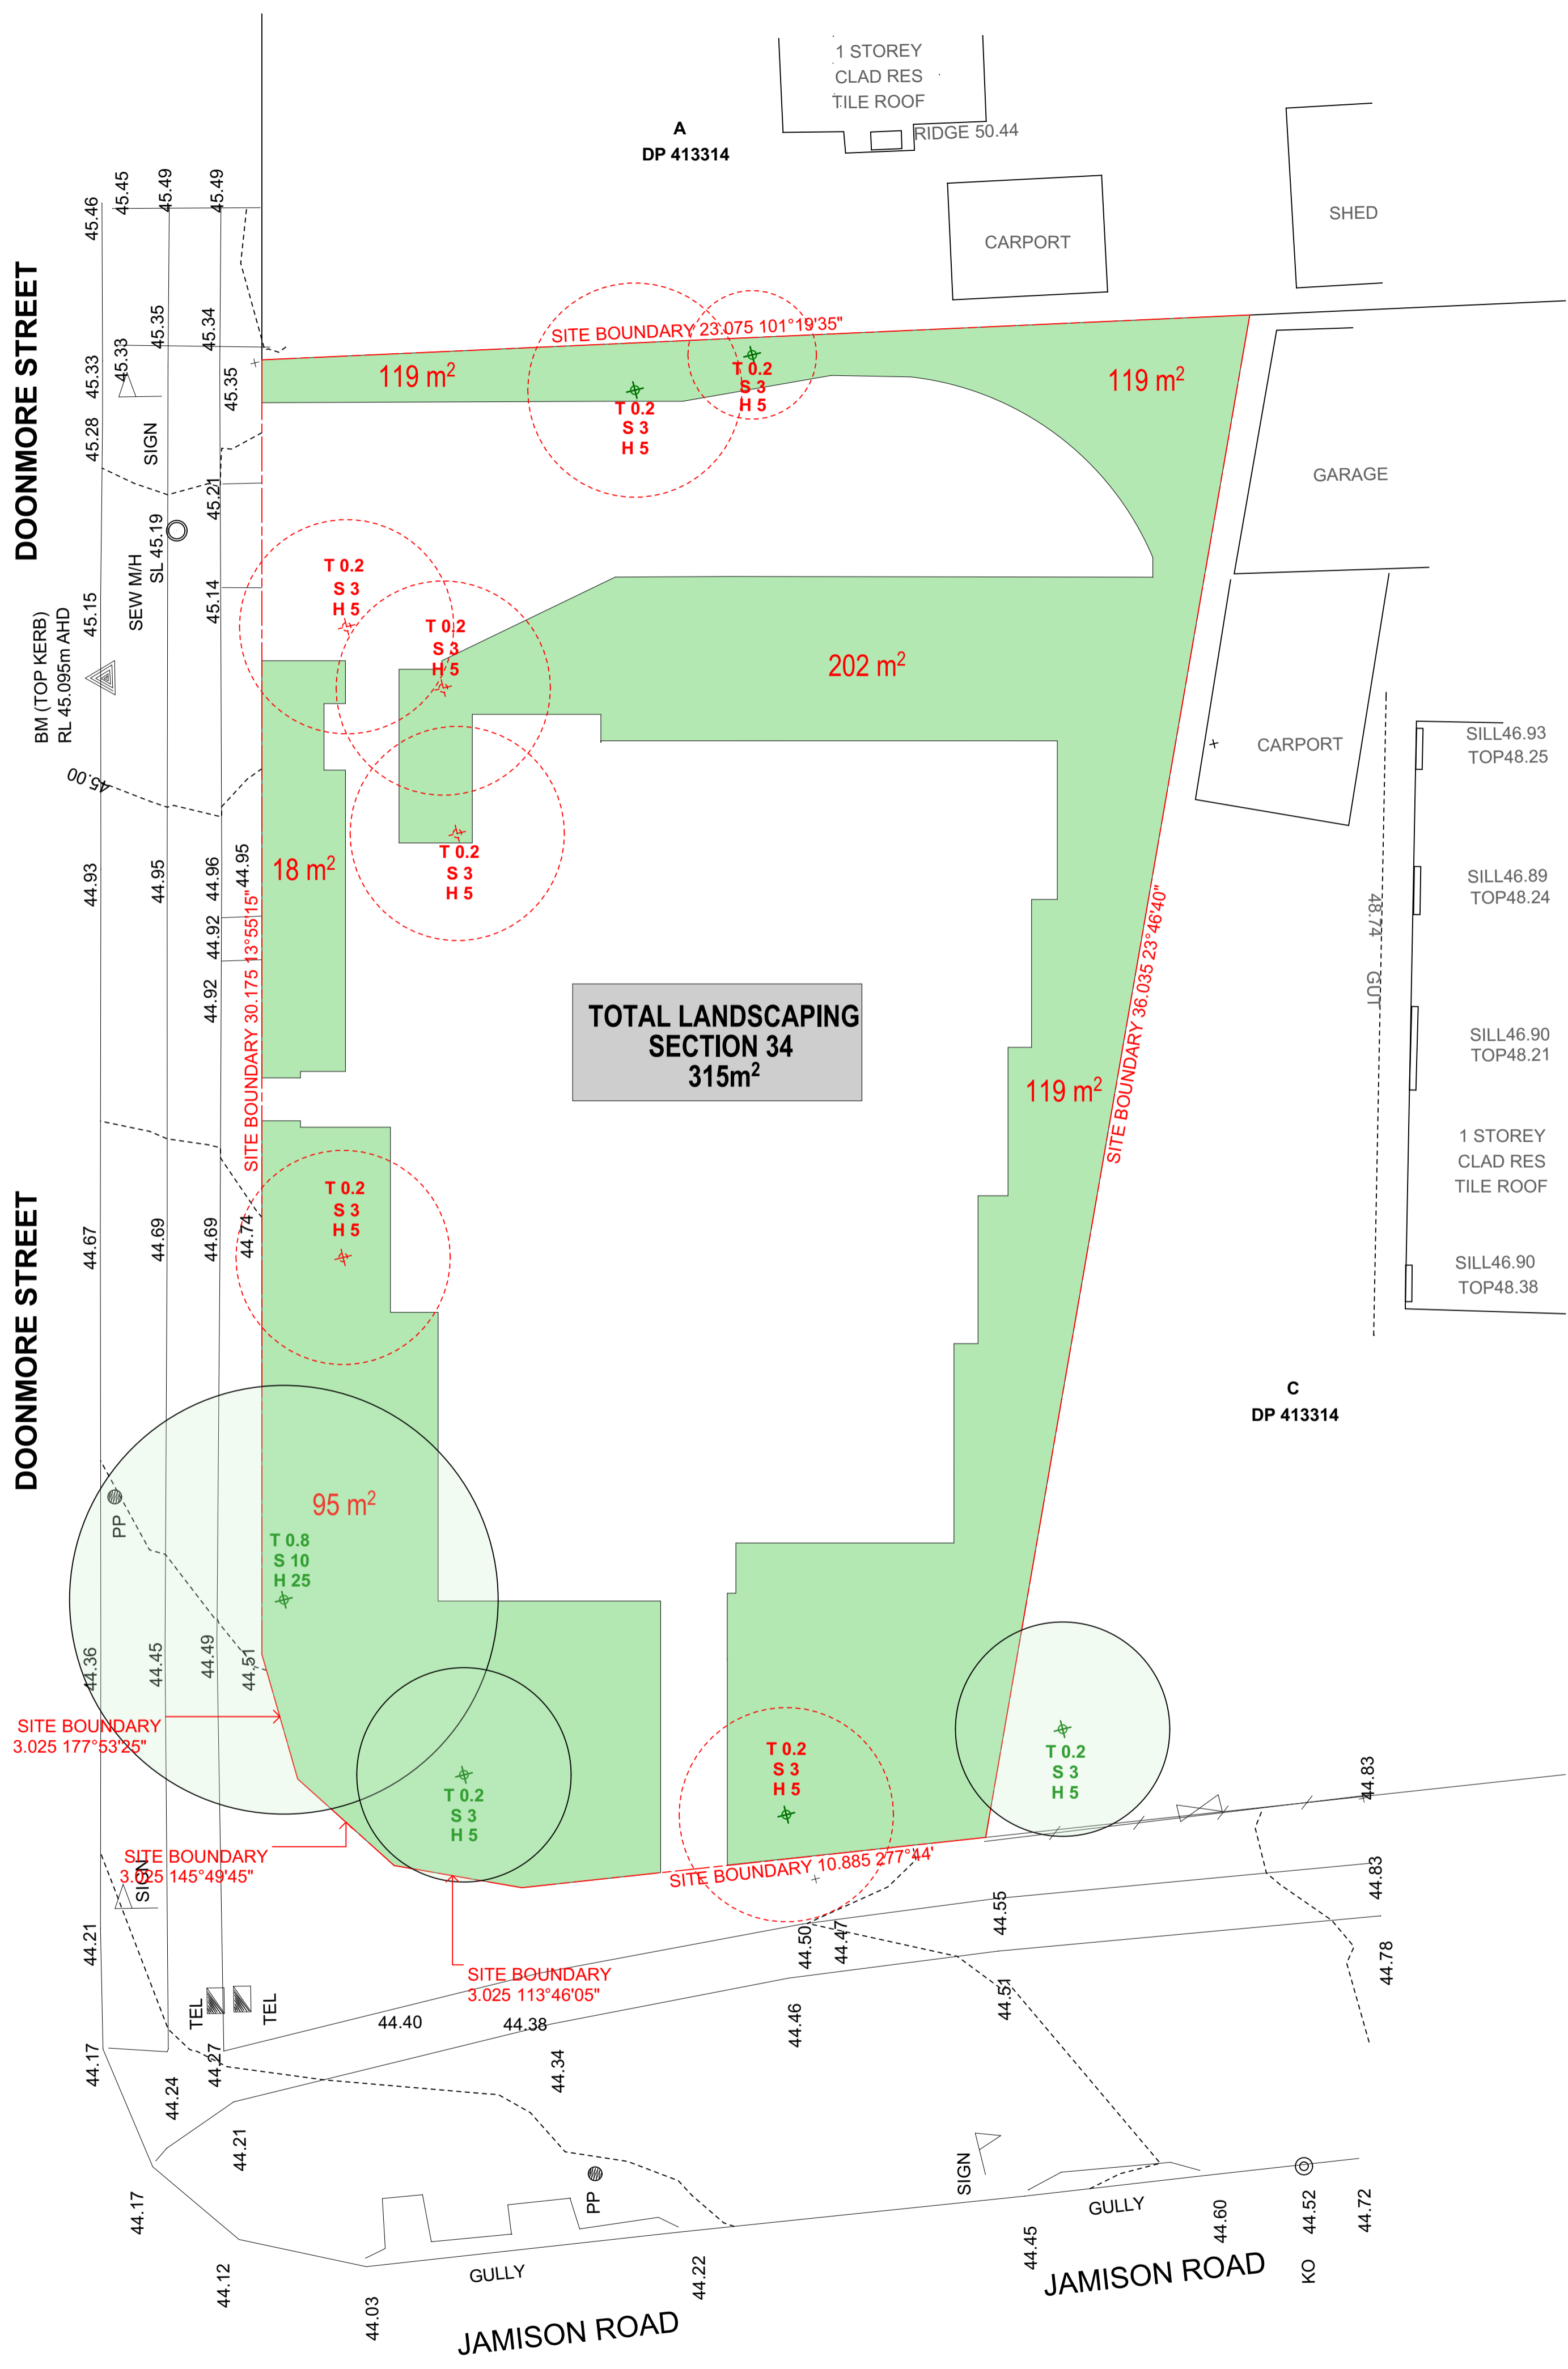 1 STOREY
CLAD RES
TILE ROOF
RIDGE 50.44
A
DP 413314
CARPORT
SHED
45.46
45.45
45.49
45.49
DOONMORE STREET
45.33
45.33
45.35
45.34
45.35
SITE BOUNDARY 23.075 101°19'35"
119 m2
T 0.2
S 3
H 5
T 0.2
S 3
H 5
119 m2
45.28
SIGN
45.21
GARAGE
SEW M/H
SL 45.19
45.15
45.14
BM (TOP KERB)
RL 45.095m AHD
T 0.2
S 3
H 5
T 0.2
S 3
H 5
202 m2
CARPORT
SILL46.93
TOP48.25
45.00
T 0.2
S 3
H 5
18 m2
44.93
44.95
44.96
44.95
44.92
44.92
SITE BOUNDARY 30.175 13°55'15"
SITE BOUNDARY 36.035 23°46'40"
48.74 GUT
SILL46.89
TOP48.24
TOTAL LANDSCAPING
SECTION 34
315m2
119 m2
SILL46.90
TOP48.21
1 STOREY
CLAD RES
TILE ROOF
SILL46.90
TOP48.38
DOONMORE STREET
44.67
44.69
44.69
44.74
T 0.2
S 3
H 5
C
DP 413314
PP
95 m2
T 0.8
S 10
H 25
44.36
44.45
44.49
44.51
SITE BOUNDARY
3.025 177°53'25"
T 0.2
S 3
H 5
T 0.2
S 3
H 5
T 0.2
S 3
H 5
44.83
SITE BOUNDARY
3.025 145°49'45"
SIGN
SITE BOUNDARY 10.885 277°44'
44.83
44.21
44.50
44.47
44.55
44.78
SITE BOUNDARY
3.025 113°46'05"
TEL
TEL
44.40
44.38
44.46
44.51
44.17
44.24
44.27
44.34
44.21
SIGN
PP
44.17
GULLY
44.60
44.52
KO
44.72
44.12
GULLY
44.22
44.45
JAMISON ROAD
44.03
JAMISON ROAD